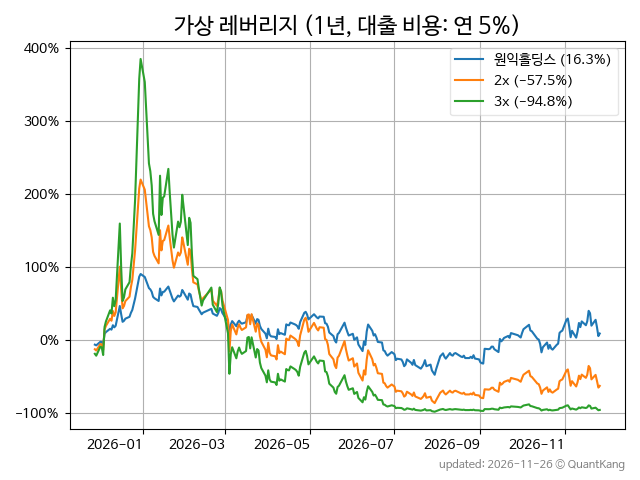 가상 레버리지 (1년, 대출 비용: 연 5%)
400%
300%
200%
100%
0%
−100%
원익홀딩스 (16.3%)
2x (-57.5%)
3x (-94.8%)
2026-01
2026-03
2026-05
2026-07
2026-09
2026-11
updated: 2026-11-26 © QuantKang